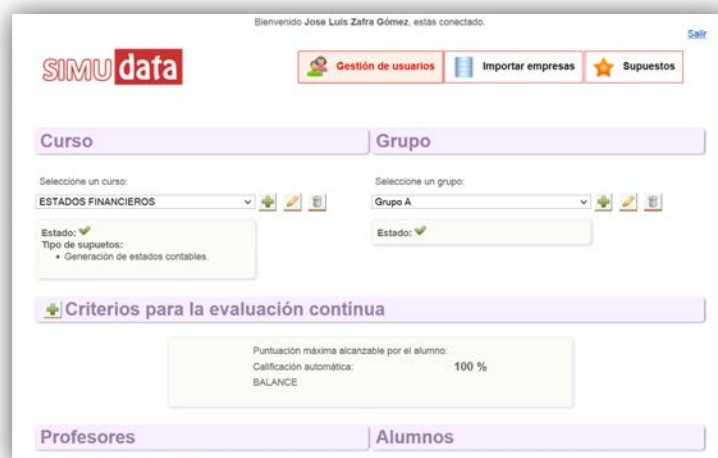 Bienvenido Jose Luis Zafra Gómez, estás conectado.
Salir
SIMU data
Gestión de usuarios
Importar empresas
Supuestos
Curso
Grupo
Seleccione un curso:
Seleccione un grupo:
ESTADOS FINANCIEROS
Grupo A
Estado:
Estado:
Tipo de supuetos:
• Generación de estados contables.
Criterios para la evaluación contínua
Puntuación máxima alcanzable por el alumno:
Calificación automática: 100 %
BALANCE
Profesores
Alumnos